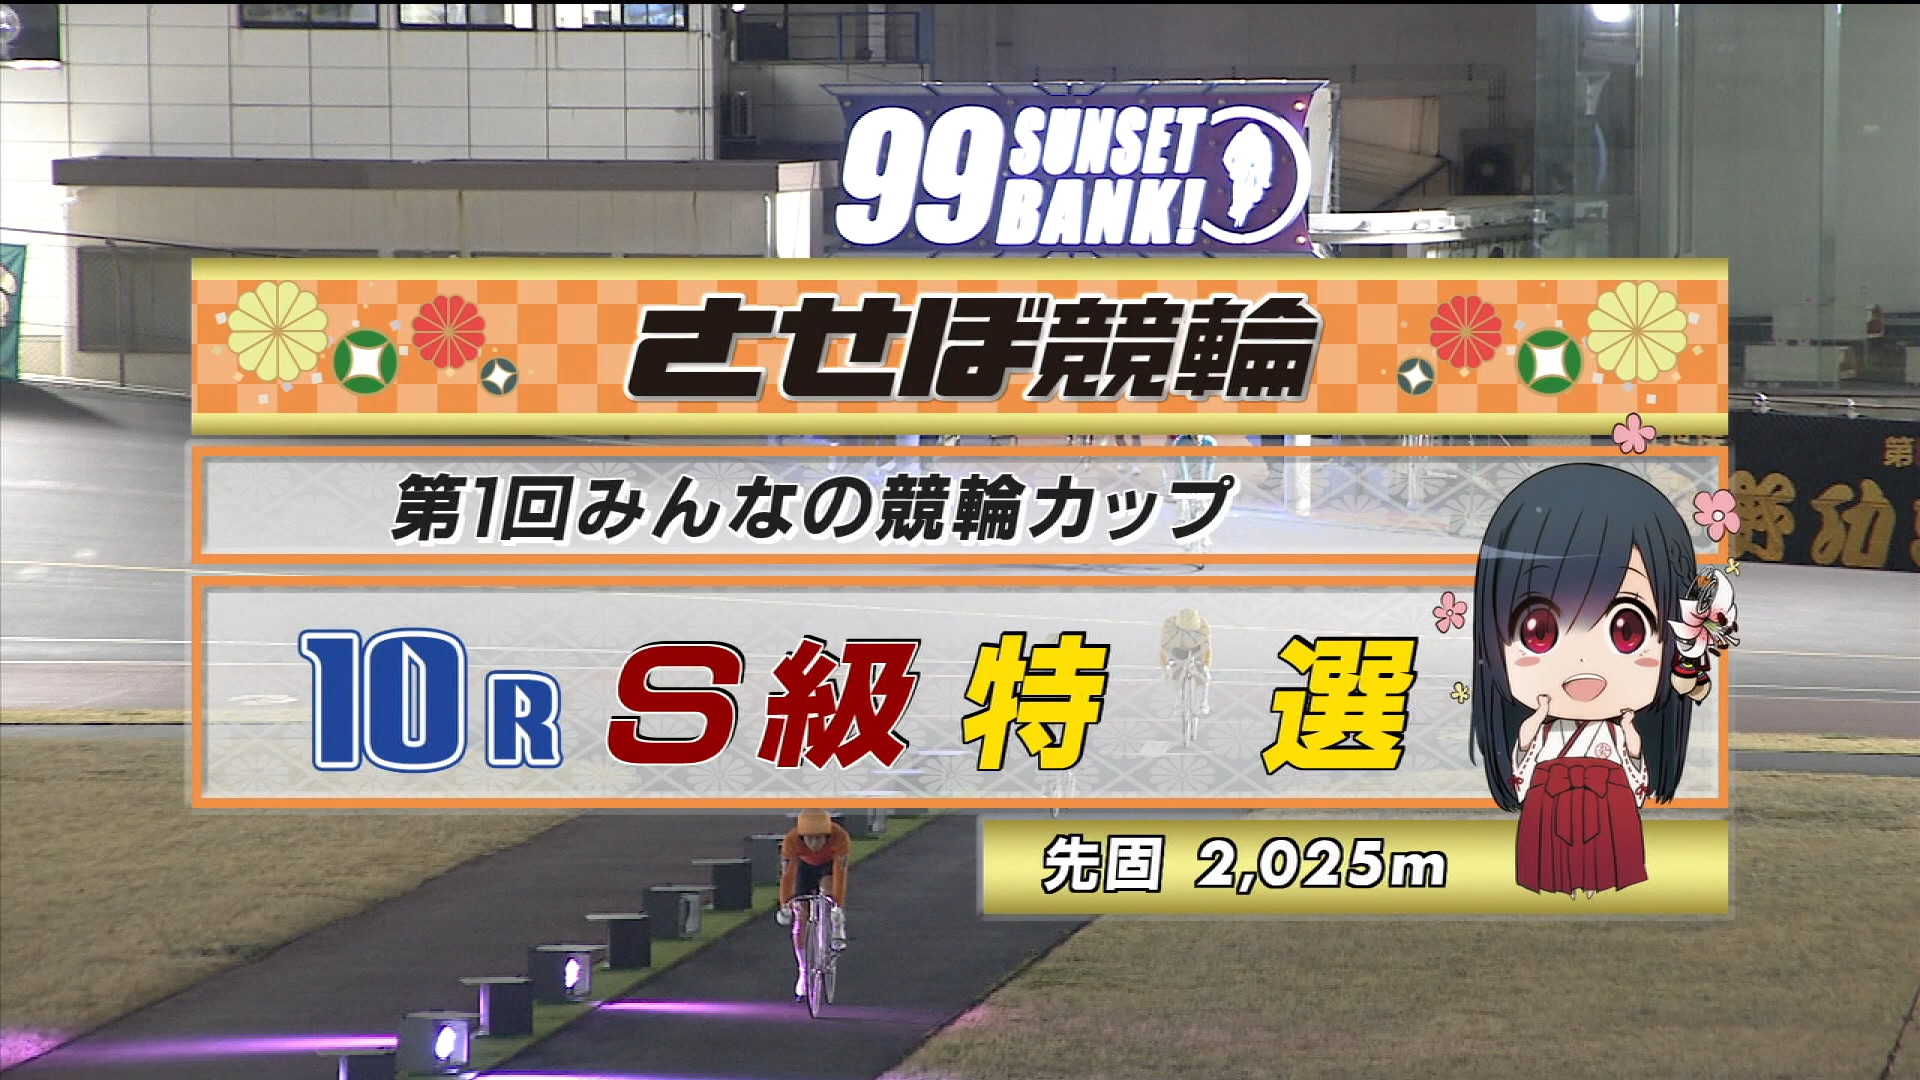 99 SUNSET
BANK!
させぼ競輪
第1回みんなの競輪カップ
10R S級 特 選
先固 2,025m
第